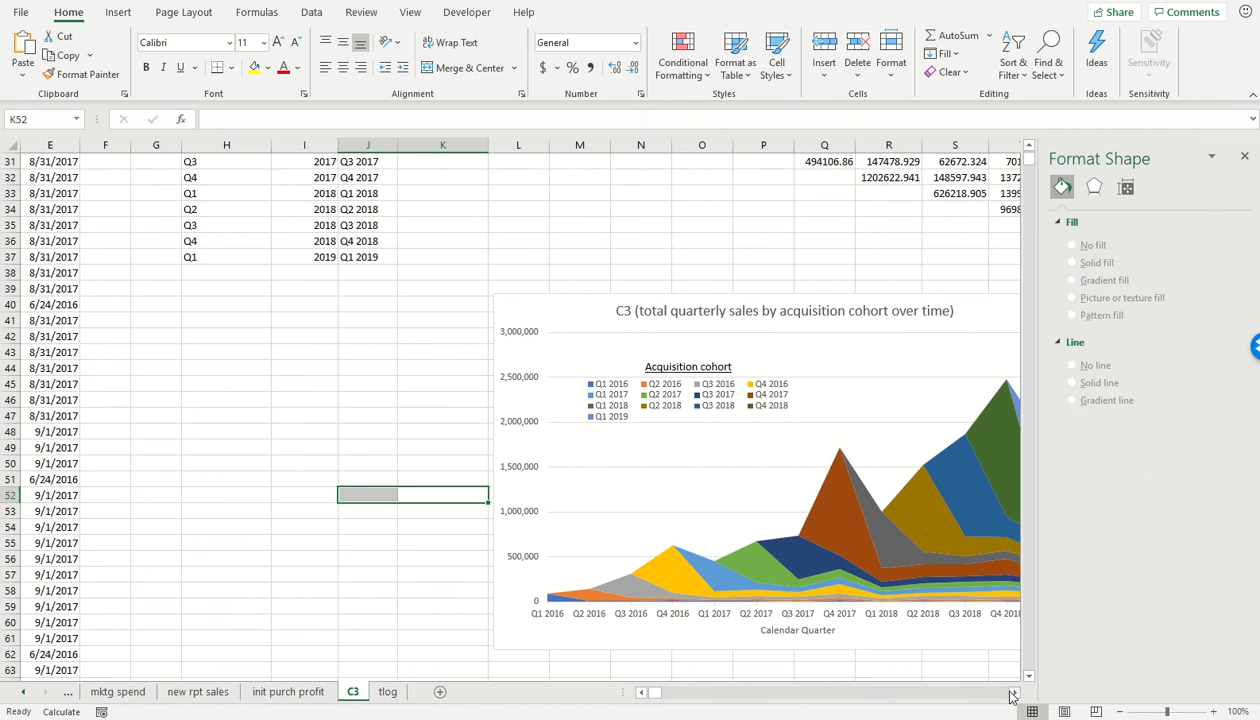 File Home Insert Page Layout Formulas Data Review View Developer Help Share Comments
Cut
Copy
Format Painter
Paste
Clipboard
Calibri 11 A A
B I U A
Font
Wrap Text
Merge & Center
Alignment
General
$ % 9
Number
Conditional Formatting
Format as Table
Cell Styles
Styles
Insert
Delete
Format
Cells
AutoSum
Fill
Clear
Sort & Filter
Find & Select
Editing
Ideas
Ideas
Sensitivity
Sensitivity
K52 fx
E F G H I J K L M N O P Q R S
31 8/31/2017 Q3 2017 Q3 2017 494106.86 147478.929 62672.324 701
32 8/31/2017 Q4 2017 Q4 2017 1202622.941 148597.943 1372
33 8/31/2017 Q1 2018 Q1 2018 626218.905 1399
34 8/31/2017 Q2 2018 Q2 2018 9698
35 8/31/2017 Q3 2018 Q3 2018
36 8/31/2017 Q4 2018 Q4 2018
37 8/31/2017 Q1 2019 Q1 2019
38 8/31/2017
39 8/31/2017
40 6/24/2016
41 8/31/2017
42 8/31/2017
43 8/31/2017
44 8/31/2017
45 8/31/2017
46 8/31/2017
47 8/31/2017
48 9/1/2017
49 9/1/2017
50 9/1/2017
51 6/24/2016
52 9/1/2017
53 9/1/2017
54 9/1/2017
55 9/1/2017
56 9/1/2017
57 9/1/2017
58 9/1/2017
59 9/1/2017
60 9/1/2017
61 9/1/2017
62 6/24/2016
63 9/1/2017
C3 (total quarterly sales by acquisition cohort over time)
3,000,000
2,500,000
2,000,000
1,500,000
1,000,000
500,000
0
Acquisition cohort
Q1 2016 Q2 2016 Q3 2016 Q4 2016
Q1 2017 Q2 2017 Q3 2017 Q4 2017
Q1 2018 Q2 2018 Q3 2018 Q4 2018
Q1 2019
Q1 2016 Q2 2016 Q3 2016 Q4 2016 Q1 2017 Q2 2017 Q3 2017 Q4 2017 Q1 2018 Q2 2018 Q3 2018 Q4 2018
Calendar Quarter
Format Shape
Fill
No fill
Solid fill
Gradient fill
Picture or texture fill
Pattern fill
Line
No line
Solid line
Gradient line
... mktg spend new rpt sales init purch profit C3 tlog
Ready Calculate 100%